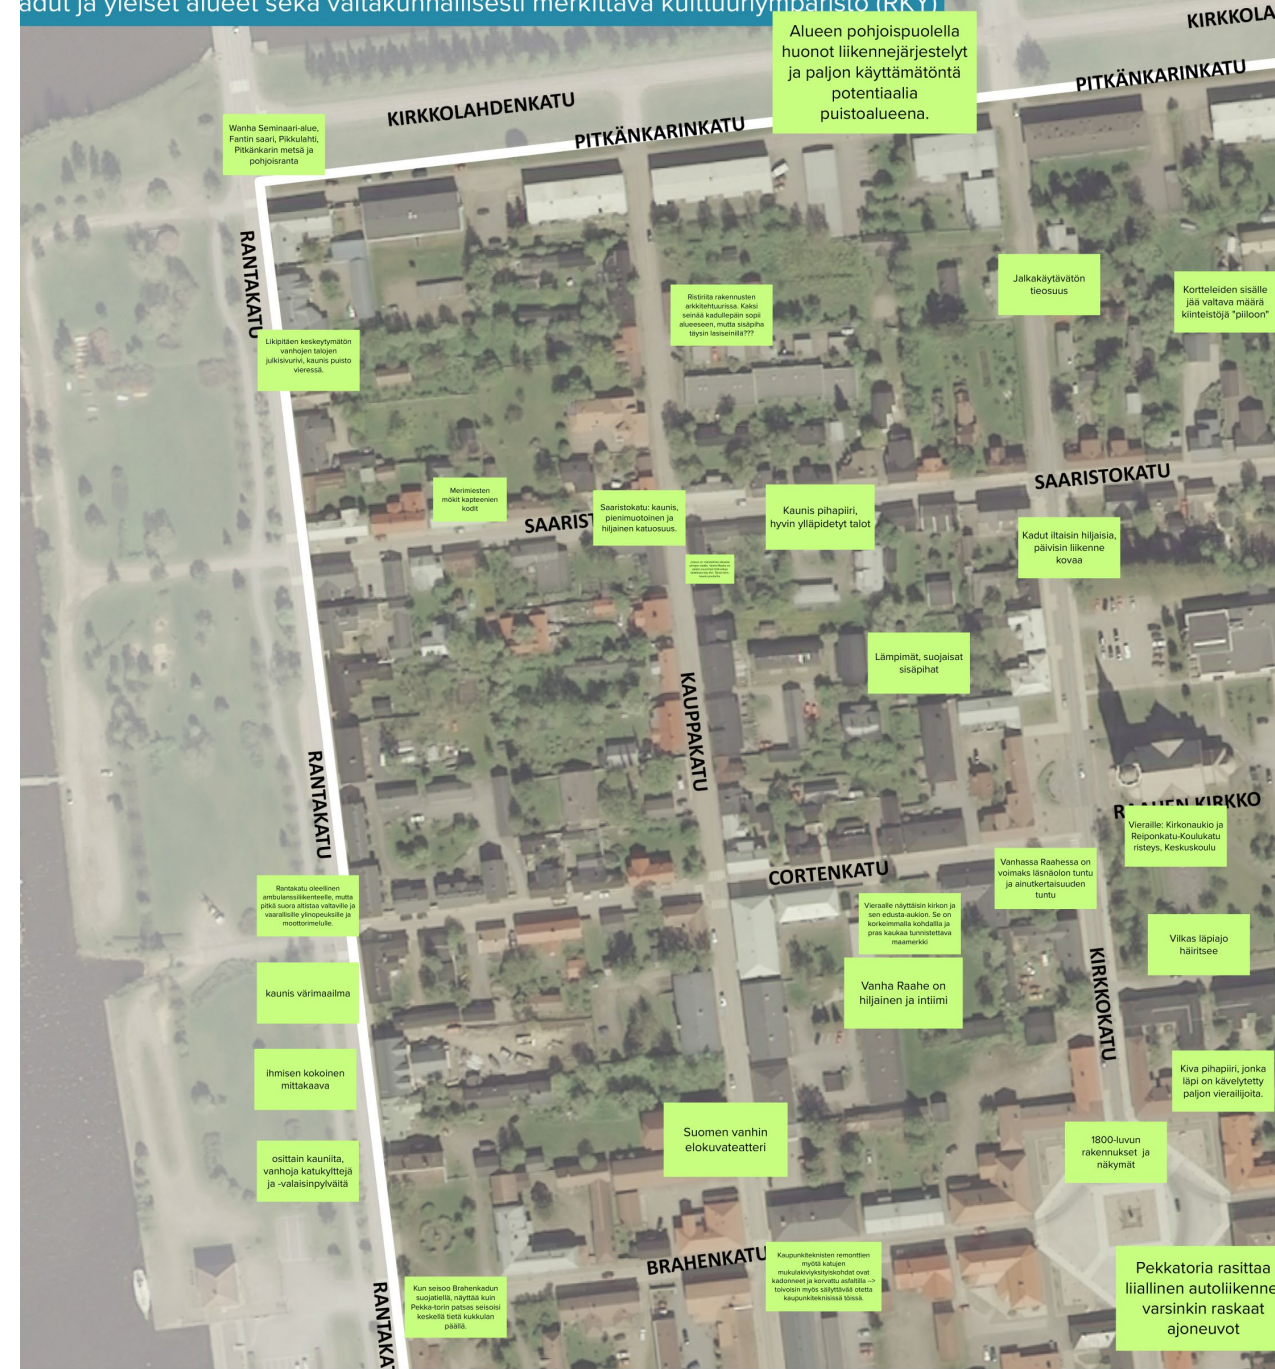 adut ja yleiset alueet sekä valtakunnallisesti merkittävä kulttuuriympäristö (RKY)
KIRKKOLA
Alueen pohjoispuolella
huonot liikennejärjestelyt
ja paljon käyttämätöntä
potentiaalia
puistoalueena.
PITKÄNKARINKATU
KIRKKOLAHDENKATU
PITKÄNKARINKATU
Wanha Seminaari-alue,
Fantin saari, Pikkulahti,
Pitkänkarin metsä ja
pohjoisranta
RANTAKATU
Jalkakäytävätön
tieosuus
Kortteleiden sisälle
jää valtava määrä
kiinteistöjä "piiloon"
Ristiriita rakennusten
arkkitehtuurissa. Kaksi
seinää kadullepäin sopii
alueeseen, mutta sisäpiha
täysin lasiseinillä???
Likipitäen keskeytymätön
vanhojen talojen
julkisivurivi, kaunis puisto
vieressä.
SAARISTOKATU
Merimiesten
mökit kapteenien
kodit
SAARIST
Saaristokatu: kaunis,
pienimuotoinen ja
hiljainen katuosuus.
Kaunis pihapiiri,
hyvin ylläpidetyt talot
Kadut iltaisin hiljaisia,
päivisin liikenne
kovaa
Lämpimät, suojaisat
sisäpihat
KAUPPAKATU
RANTAKATU
RAAHEN KIRKKO
Vieraille: Kirkonaukio ja
Reiponkatu-Koulukatu
risteys, Keskuskoulu
CORTENKATU
Vanhassa Raahessa on
voimaks läsnäolon tuntu
ja ainutkertaisuuden
tuntu
Rantakatu oleellinen
ambulanssiliikenteelle, mutta
pitkä suora altistaa valtaville ja
vaarallisille ylinopeuksille ja
moottorimelulle.
Vieraalle näyttäisin kirkon ja
sen edusta-aukion. Se on
korkeimmalla kohdalla ja
pras kaukaa tunnistettava
maamerkki
Vilkas läpiajo
häiritsee
kaunis värimaailma
Vanha Raahe on
hiljainen ja intiimi
KIRKKOKATU
ihmisen kokoinen
mittakaava
Kiva pihapiiri, jonka
läpi on kävelytetty
paljon vierailijoita.
Suomen vanhin
elokuvateatteri
1800-luvun
rakennukset ja
näkymät
osittain kauniita,
vanhoja katukylttejä
ja -valaisinpylväitä
BRAHENKATU
Kaupunkiteknisten remonttien
myötä katujen
mukulakiviyksityiskohdat ovat
kadonneet ja korvattu asfaltilla -->
toivoisin myös säilyttävää otetta
kaupunkiteknisissä töissä.
Pekkatoria rasittaa
liiallinen autoliikenne
varsinkin raskaat
ajoneuvot
Kun seisoo Brahenkadun
suojatiellä, näyttää kuin
Pekka-torin patsas seisoisi
keskellä tietä kukkulan
päällä.
RANTAKAT